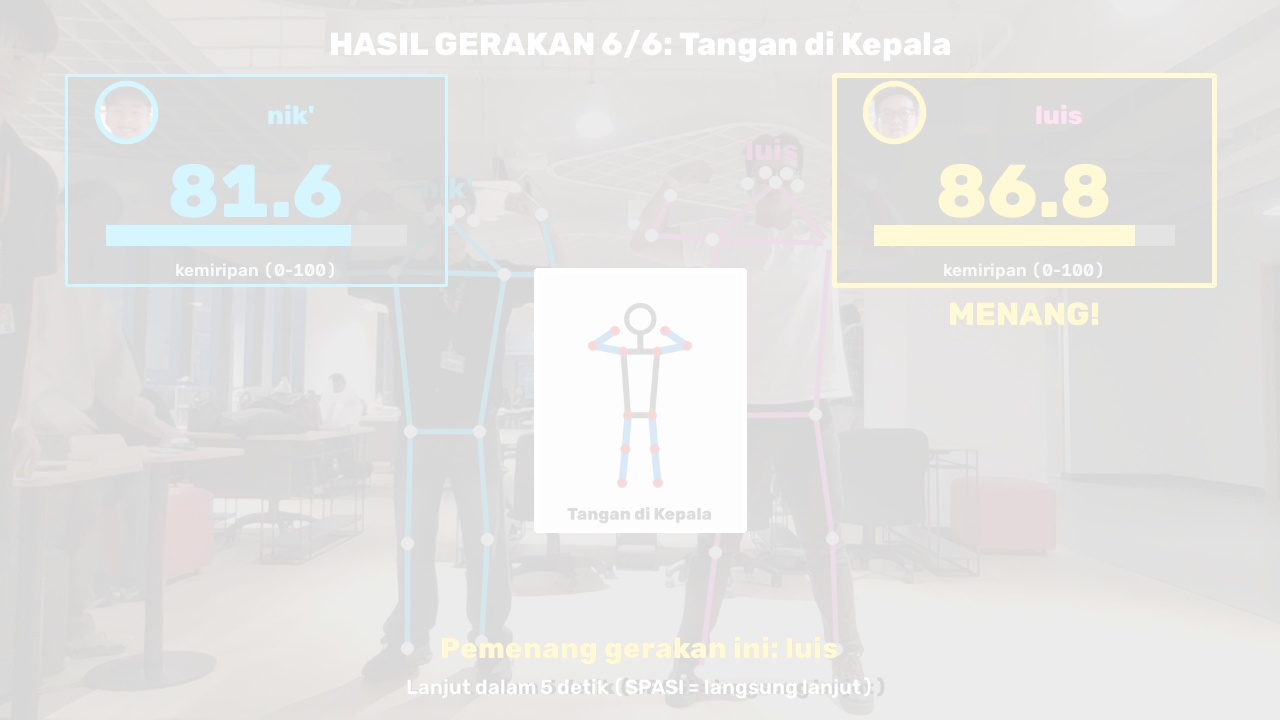 HASIL GERAKAN 6/6: Tangan di Kepala
nik'
81.6
kemiripan (0-100)
luis
86.8
kemiripan (0-100)
MENANG!
nik'
luis
Tangan di Kepala
Pemenang gerakan ini: luis
Lanjut dalam 5 detik (SPASI = langsung lanjut)